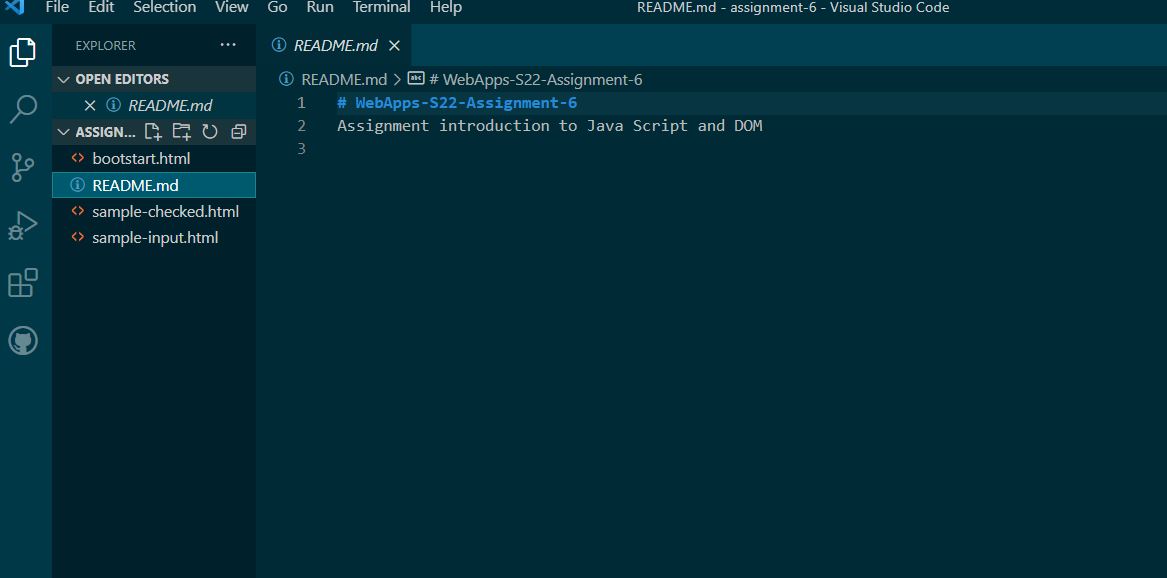 File Edit Selection View Go Run Terminal Help README.md - assignment-6 - Visual Studio Code
EXPLORER ···
OPEN EDITORS
README.md
ASSIGN...
bootstart.html
README.md
sample-checked.html
sample-input.html
README.md
README.md > # WebApps-S22-Assignment-6
1 # WebApps-S22-Assignment-6
2 Assignment introduction to Java Script and DOM
3